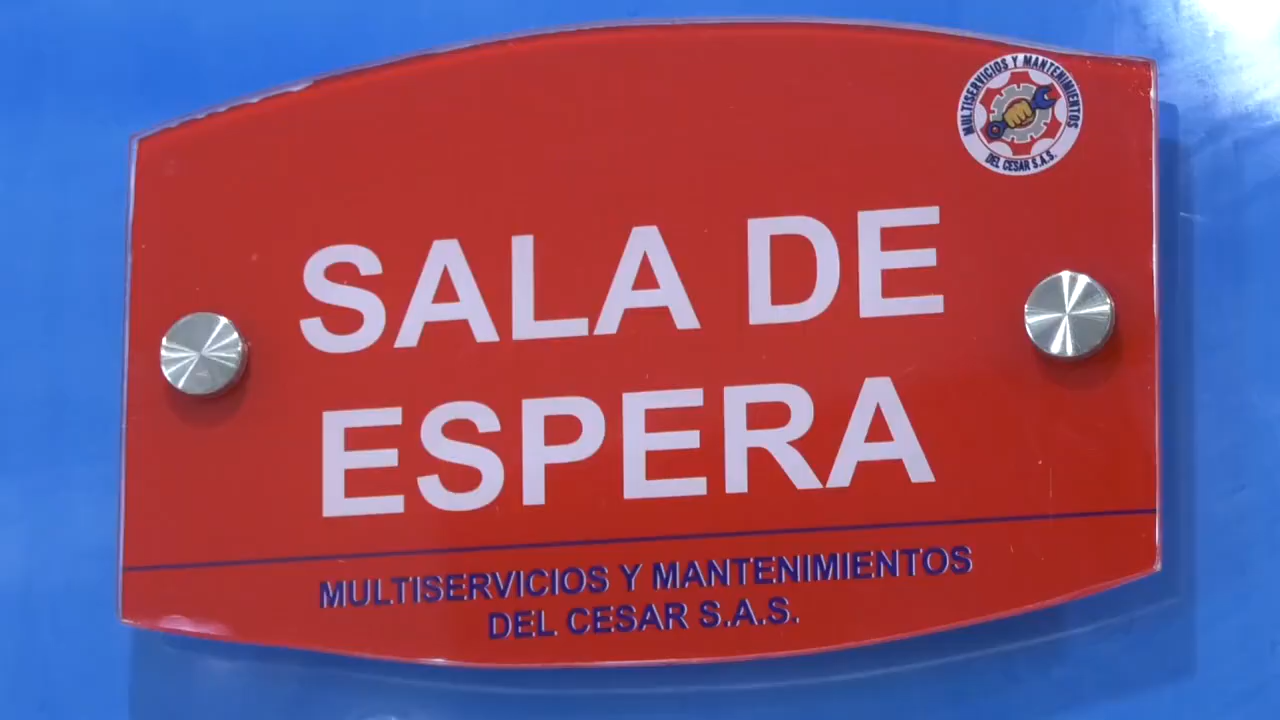 MULTISERVICIOS Y MANTENIMIENTOS
DEL CESAR S.A.S.
SALA DE
ESPERA
MULTISERVICIOS Y MANTENIMIENTOS
DEL CESAR S.A.S.